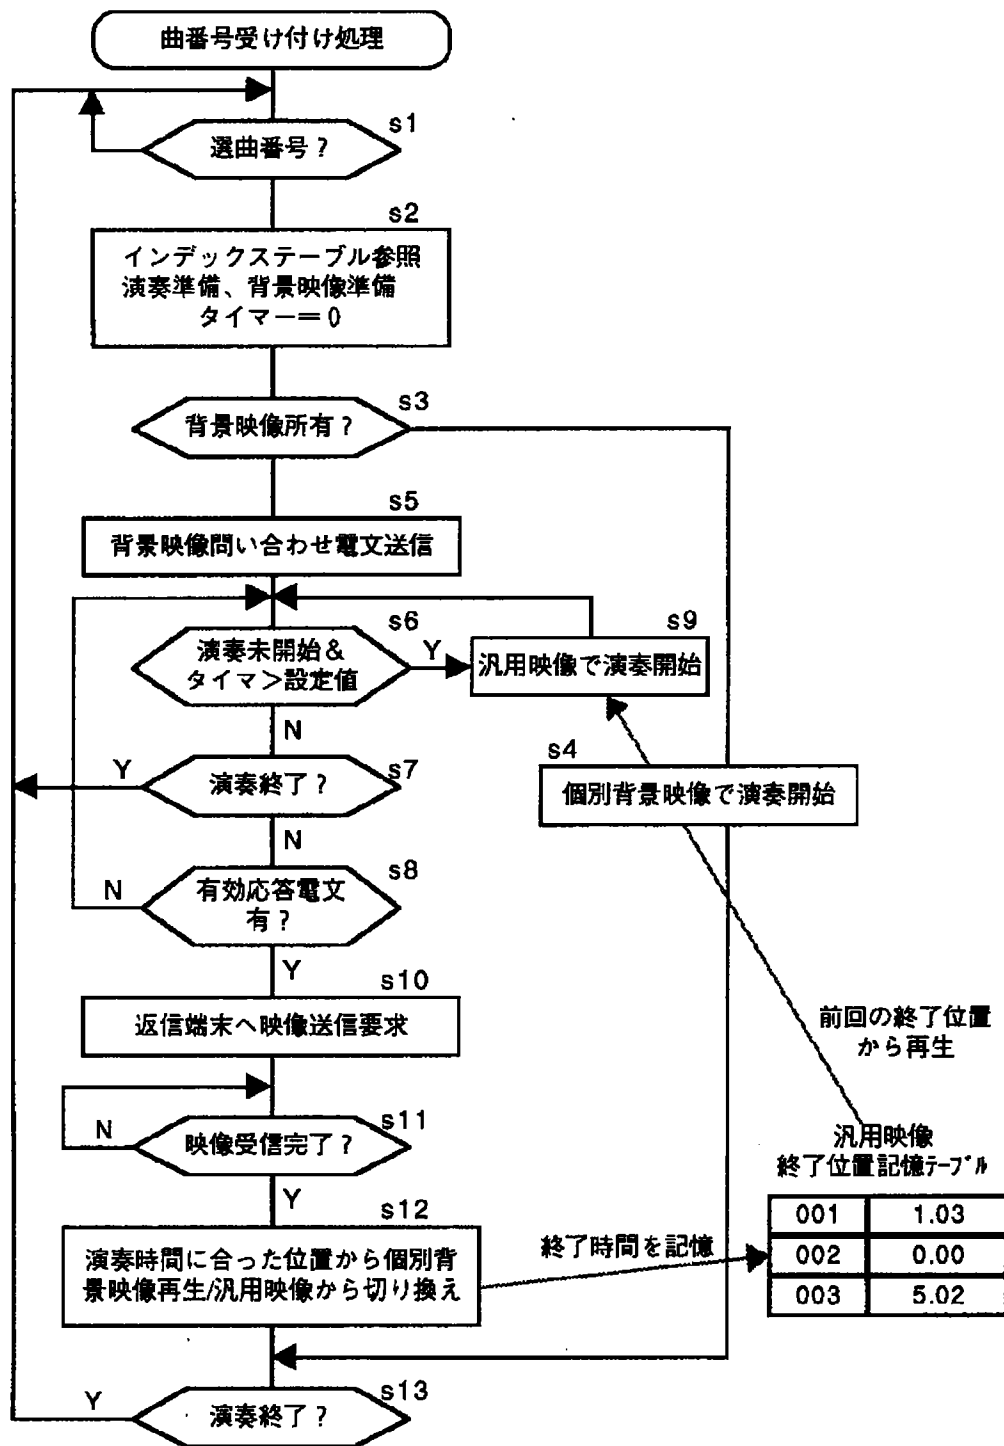 曲番号受け付け処理
s1
選曲番号?
s2
インデックステーブル参照
演奏準備、背景映像準備
タイマー=0
s3
背景映像所有?
s5
背景映像問い合わせ電文送信
s6
演奏未開始&
タイマ>設定値
Y
N
s9
汎用映像で演奏開始
s4
個別背景映像で演奏開始
s7
演奏終了?
Y
N
s8
有効応答電文
有?
N
Y
s10
返信端末へ映像送信要求
前回の終了位置
から再生
s11
映像受信完了?
N
Y
汎用映像
終了位置記憶テーブル
001 1.03
002 0.00
003 5.02
s12
演奏時間に合った位置から個別背
景映像再生/汎用映像から切り換え
終了時間を記憶
s13
演奏終了?
Y